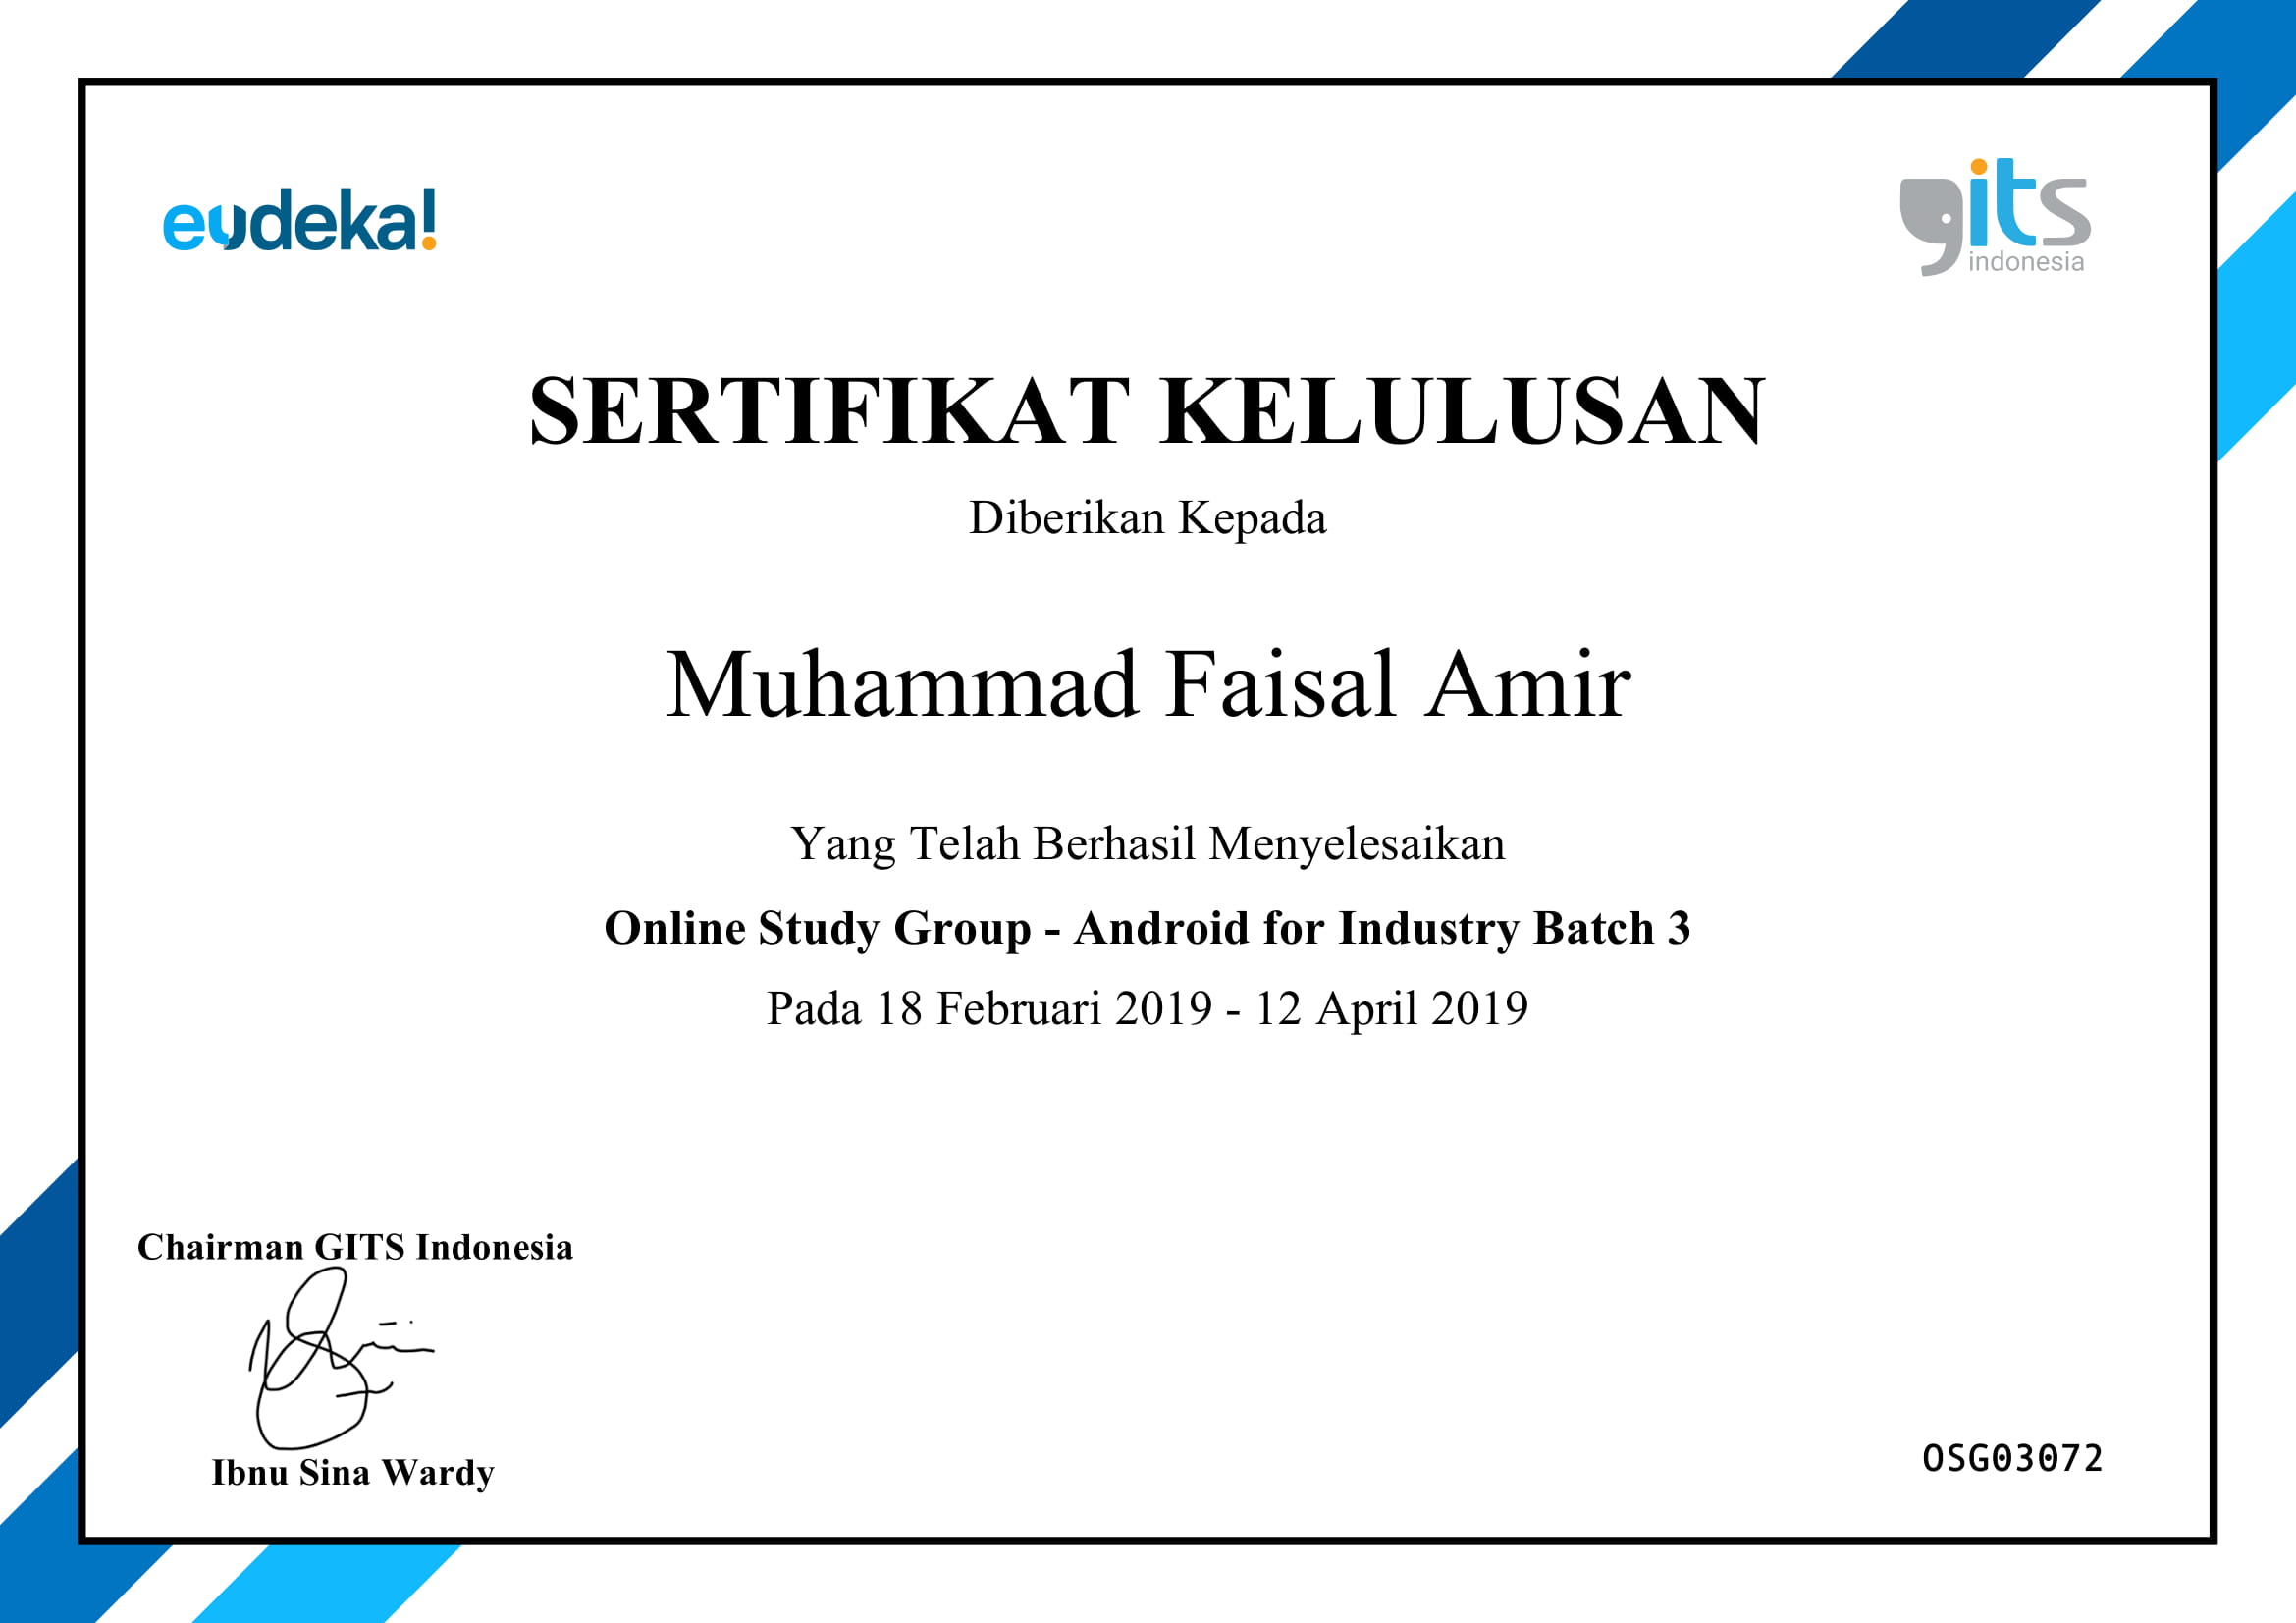 eudeka!
gits
indonesia
SERTIFIKAT KELULUSAN
Diberikan Kepada
Muhammad Faisal Amir
Yang Telah Berhasil Menyelesaikan
Online Study Group - Android for Industry Batch 3
Pada 18 Februari 2019 - 12 April 2019
Chairman GITS Indonesia
Ibnu Sina Wardy
OSG03072